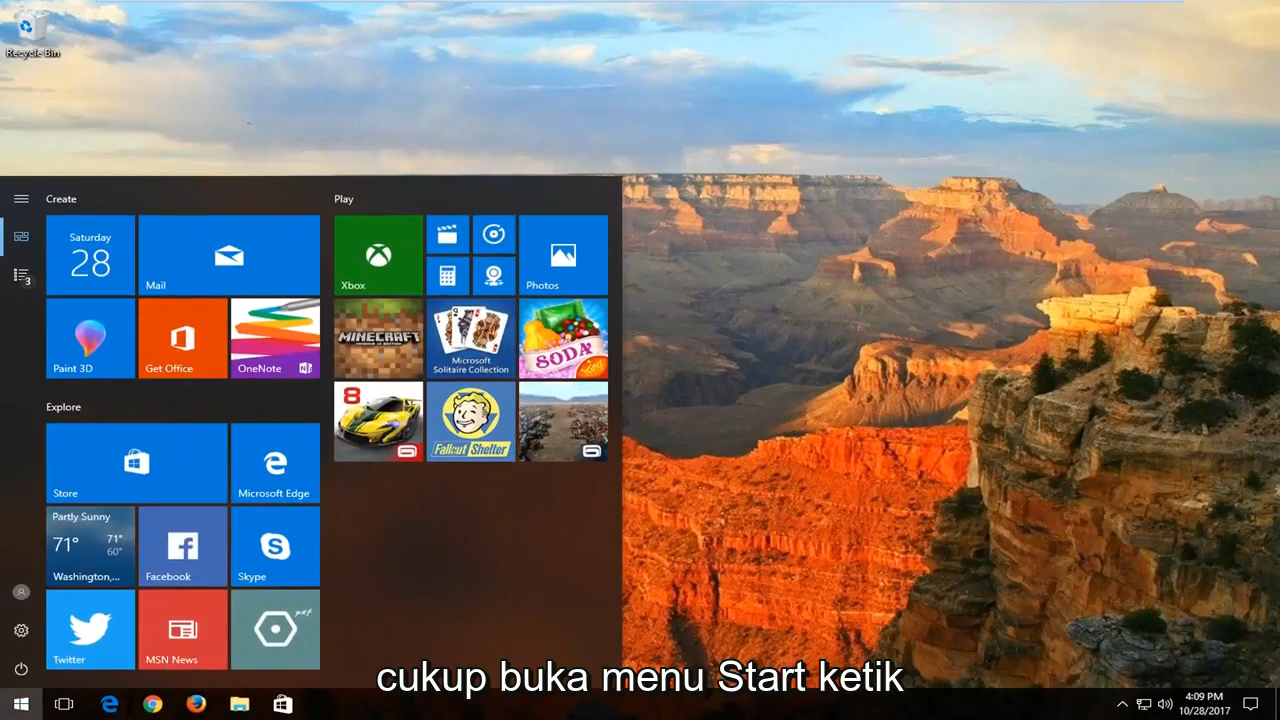 Recycle Bin
Create
Play
Saturday
28
Mail
Xbox
Photos
Paint 3D
Get Office
OneNote
N
MINECRAFT
Microsoft
Solitaire Collection
SODA
Explore
8
Fallout Shelter
Store
Microsoft Edge
Partly Sunny
71°
71°
60°
Washington,...
Facebook
Skype
Twitter
MSN News
pdf
3
cukup buka menu Start ketik
4:09 PM
10/28/2017